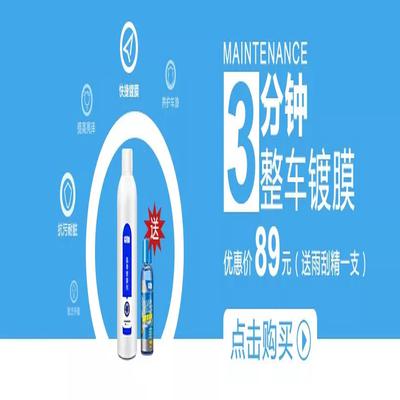 MAINTENANCE
3分钟
整车镀膜
优惠价89元（送雨刮精一支）
点击购买
快捷镀膜
养护车漆
提高亮泽
抗污耐脏
送